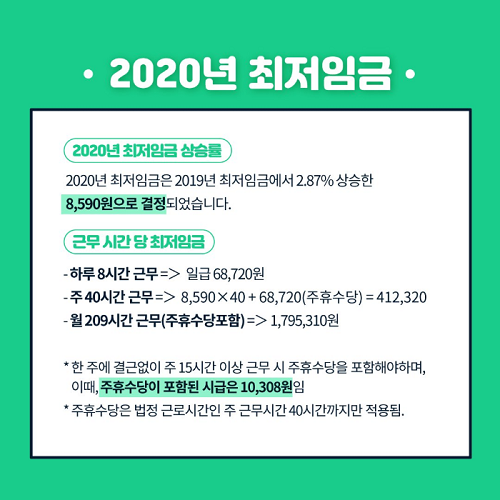 • 2020년 최저임금 •
2020년 최저임금 상승률
2020년 최저임금은 2019년 최저임금에서 2.87% 상승한
8,590원으로 결정되었습니다.
근무 시간 당 최저임금
- 하루 8시간 근무 => 일급 68,720원
- 주 40시간 근무 => 8,590×40 + 68,720(주휴수당) = 412,320
- 월 209시간 근무(주휴수당포함) => 1,795,310원
* 한 주에 결근없이 주 15시간 이상 근무 시 주휴수당을 포함해야하며,
이때, 주휴수당이 포함된 시급은 10,308원임
* 주휴수당은 법정 근로시간인 주 근무시간 40시간까지만 적용됨.